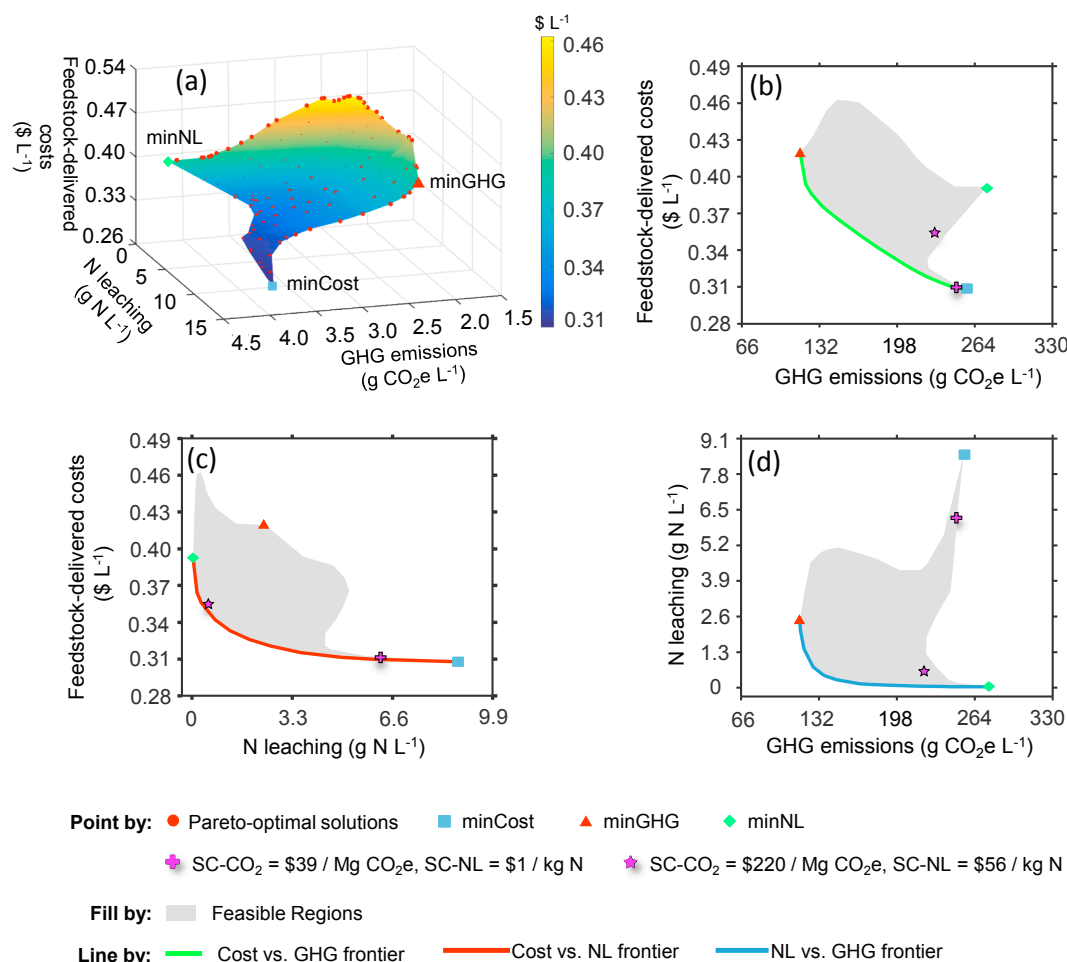 $ L-1
0.54
0.47
0.40
0.33
0.26
Feedstock-delivered
costs
($ L-1)
(a)
minNL
minGHG
minCost
0
5
10
15
N leaching
(g N L-1)
4.5
4.0
3.5
3.0
2.5
2.0
1.5
GHG emissions
(g CO2e L-1)
0.46
0.43
0.40
0.37
0.34
0.31
(b)
0.49
0.46
0.43
0.40
0.37
0.34
0.31
0.28
Feedstock-delivered costs
($ L-1)
66 132 198 264 330
GHG emissions (g CO2e L-1)
(c)
0.49
0.46
0.43
0.40
0.37
0.34
0.31
0.28
Feedstock-delivered costs
($ L-1)
0 3.3 6.6 9.9
N leaching (g N L-1)
(d)
9.1
7.8
6.5
5.2
3.9
2.6
1.3
0
N leaching (g N L-1)
66 132 198 264 330
GHG emissions (g CO2e L-1)
Point by: Pareto-optimal solutions minCost minGHG minNL
SC-CO2 = $39 / Mg CO2e, SC-NL = $1 / kg N SC-CO2 = $220 / Mg CO2e, SC-NL = $56 / kg N
Fill by: Feasible Regions
Line by: Cost vs. GHG frontier Cost vs. NL frontier NL vs. GHG frontier